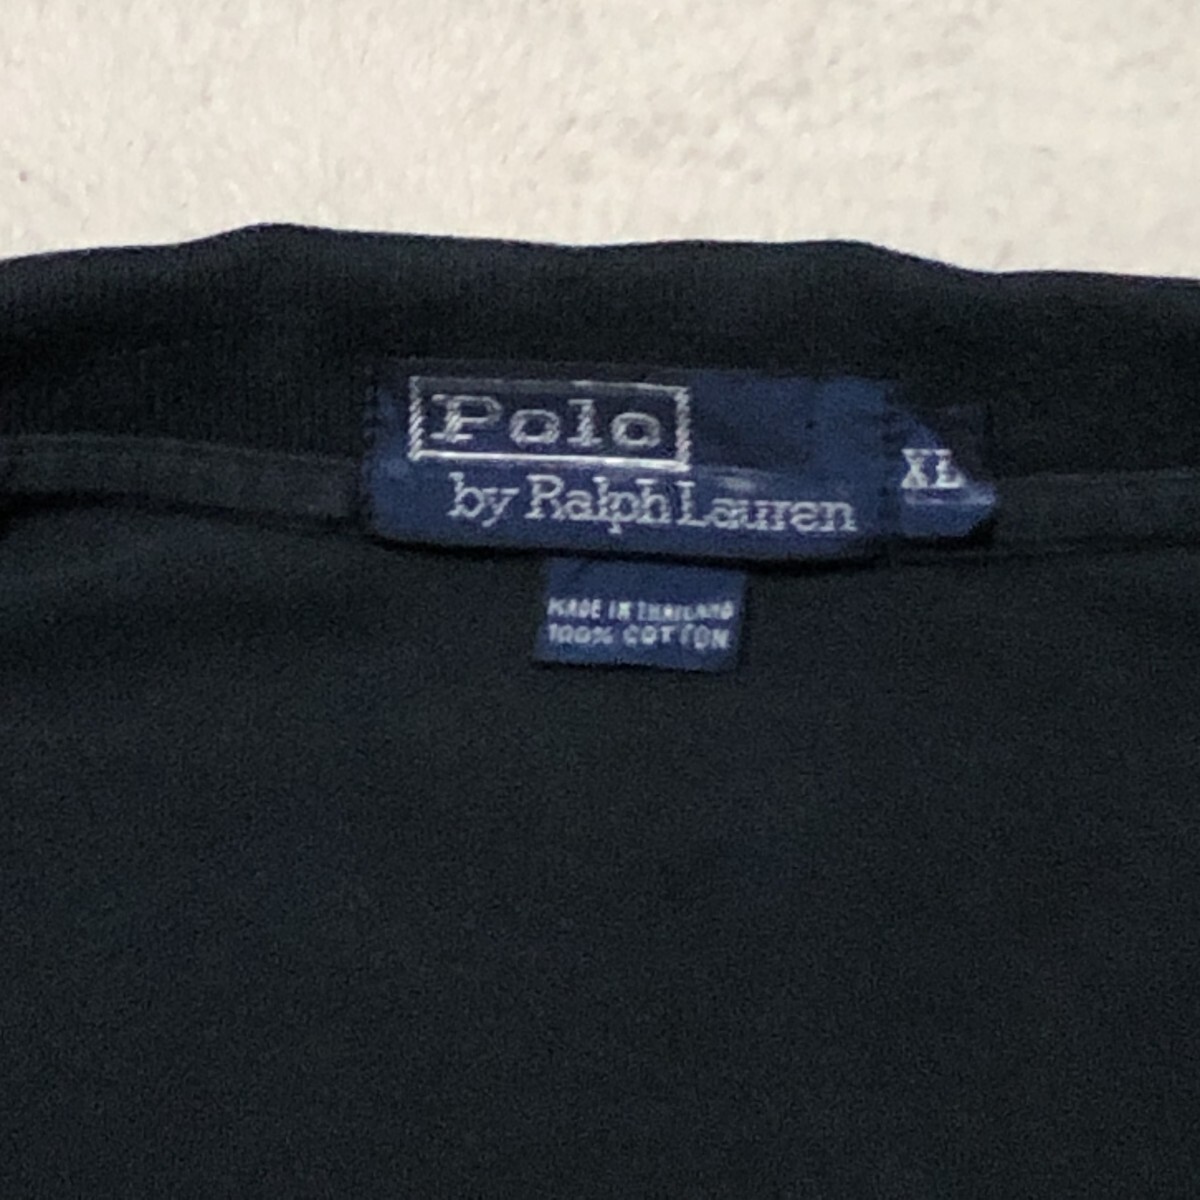 Polo
by Ralph Lauren
XL
MADE IN THAILAND
100% COTTON